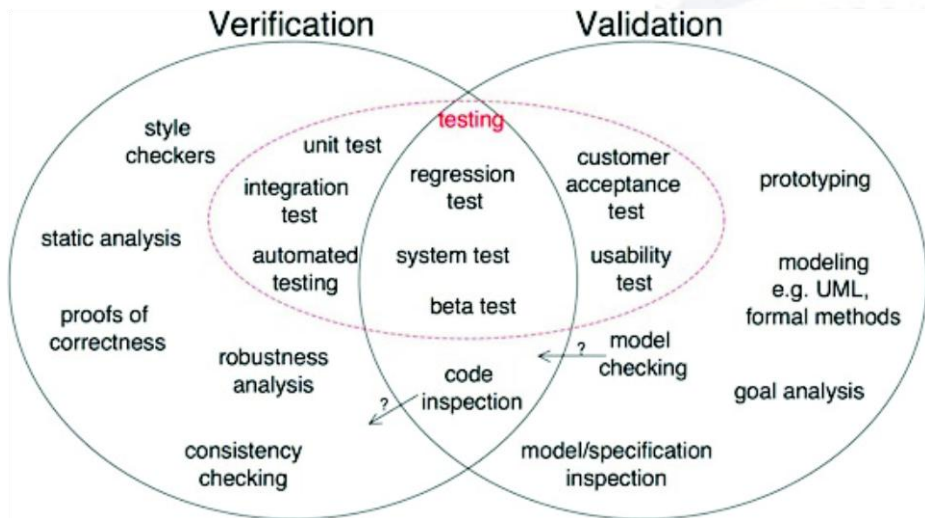 Verification
Validation
testing
style
checkers
unit test
integration
test
static analysis
automated
testing
proofs of
correctness
robustness
analysis
consistency
checking
regression
test
system test
beta test
code
inspection
?
customer
acceptance
test
usability
test
?
model
checking
model/specification
inspection
prototyping
modeling
e.g. UML,
formal methods
goal analysis